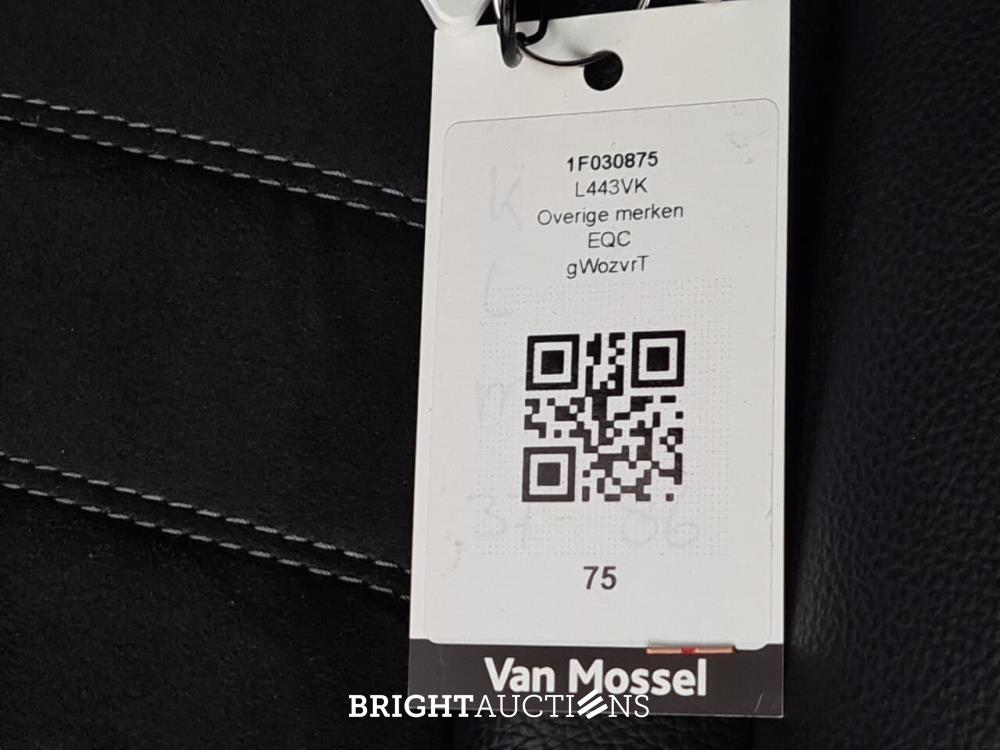 1F030875
L443VK
Overige merken
EQC
gWozvrT
75
Van Mossel
BRIGHTAUCTIONS